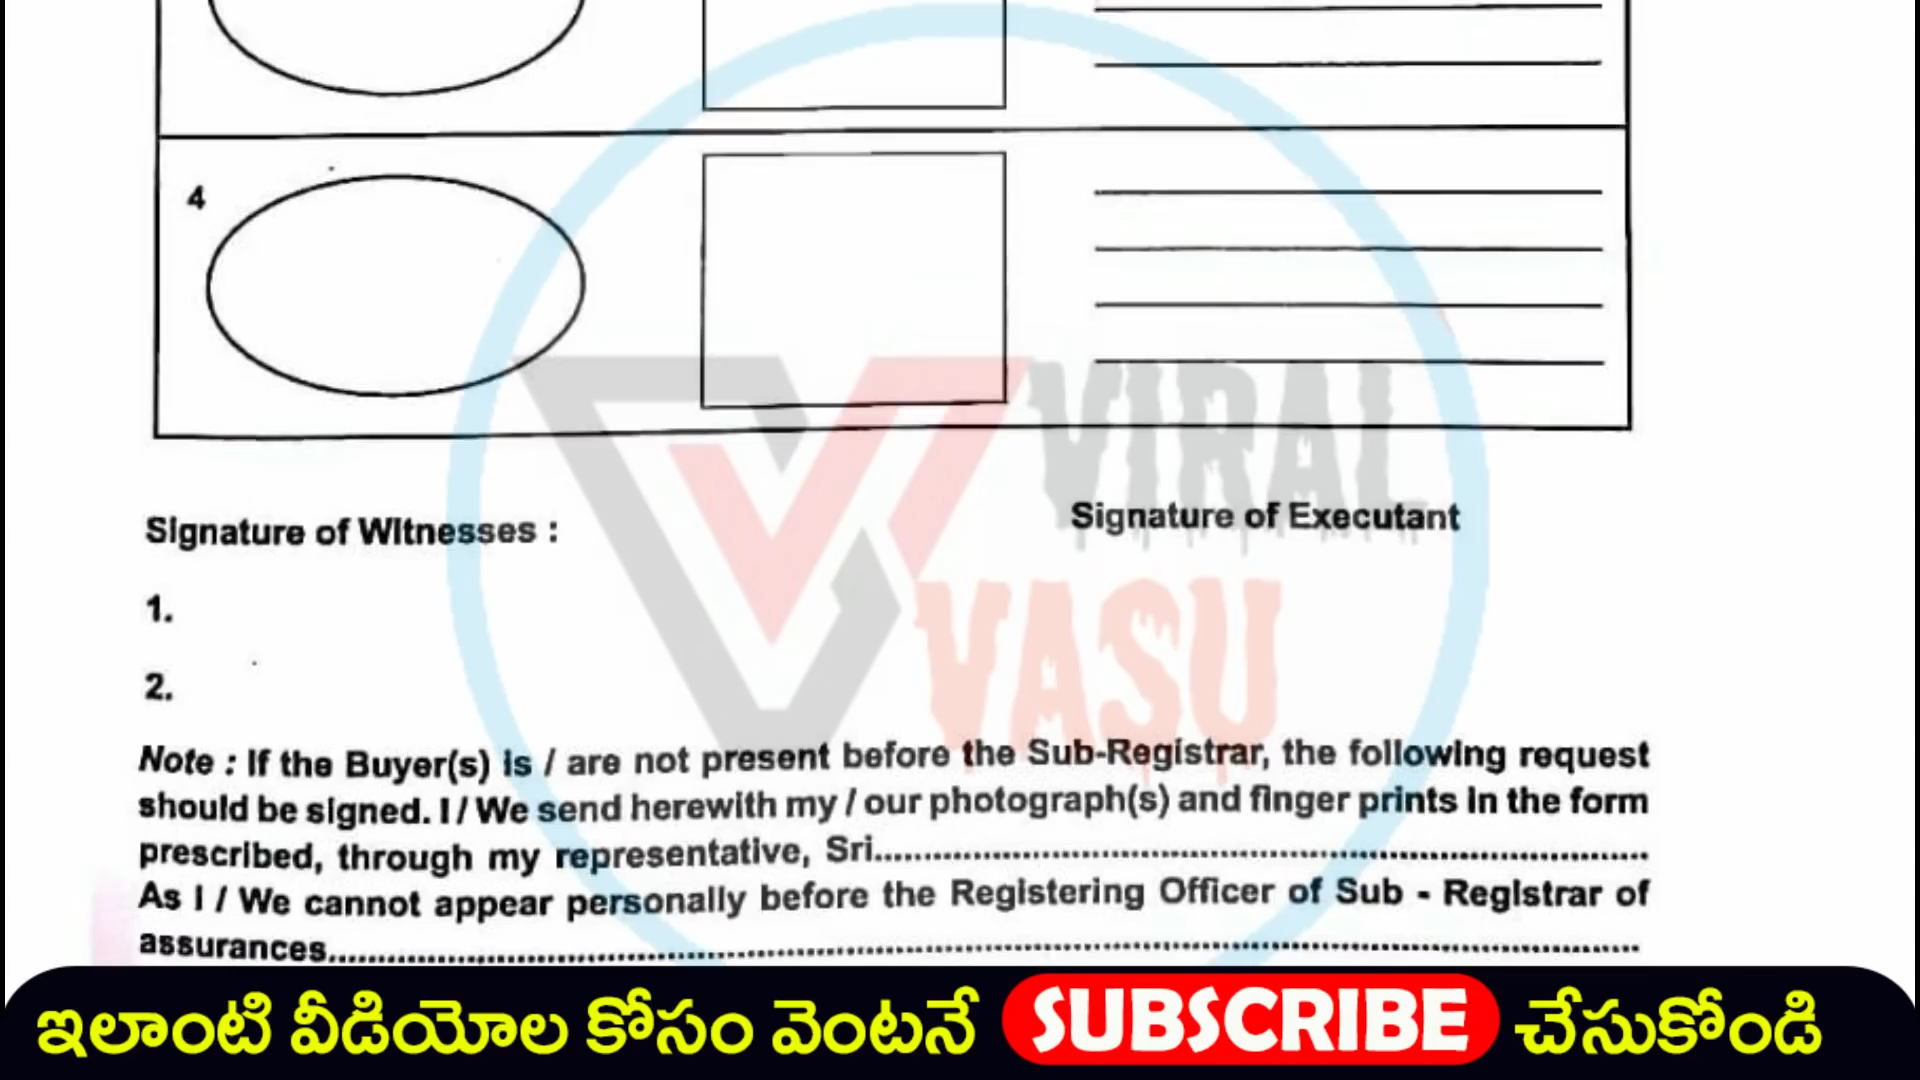 4
VIRAL
VASU
Signature of Witnesses :
Signature of Executant
1.
2.
Note : If the Buyer(s) is / are not present before the Sub-Registrar, the following request
should be signed. I / We send herewith my / our photograph(s) and finger prints in the form
prescribed, through my representative, Sri...............................................................................................
As I / We cannot appear personally before the Registering Officer of Sub - Registrar of
assurances...............................................................................................................................................
ఇలాంటి వీడియోల కోసం వెంటనే SUBSCRIBE చేసుకోండి